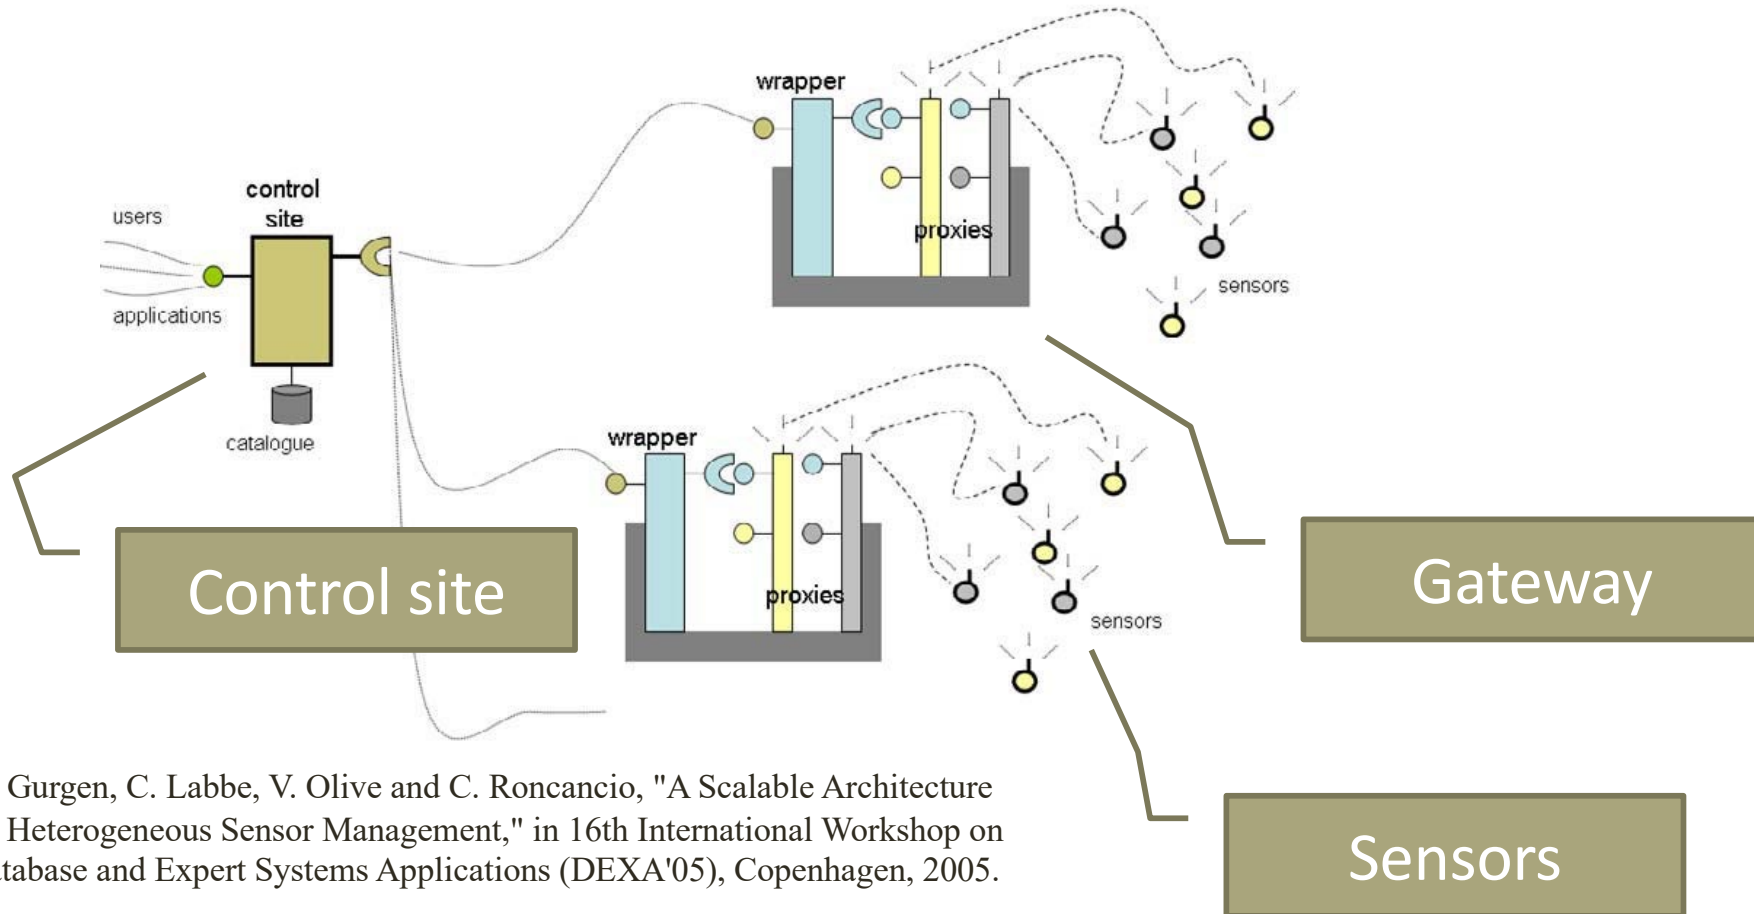 wrapper
control
site
users
proxies
sensors
applications
catalogue
wrapper
Control site
Gateway
proxies
sensors
Gurgen, C. Labbe, V. Olive and C. Roncancio, "A Scalable Architecture
Heterogeneous Sensor Management," in 16th International Workshop on
tabase and Expert Systems Applications (DEXA'05), Copenhagen, 2005.
Sensors